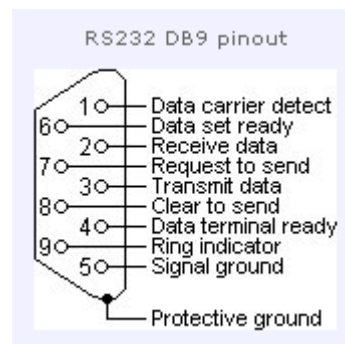 RS232 DB9 pinout
1 Data carrier detect
6 Data set ready
2 Receive data
7 Request to send
3 Transmit data
8 Clear to send
4 Data terminal ready
9 Ring indicator
5 Signal ground
Protective ground